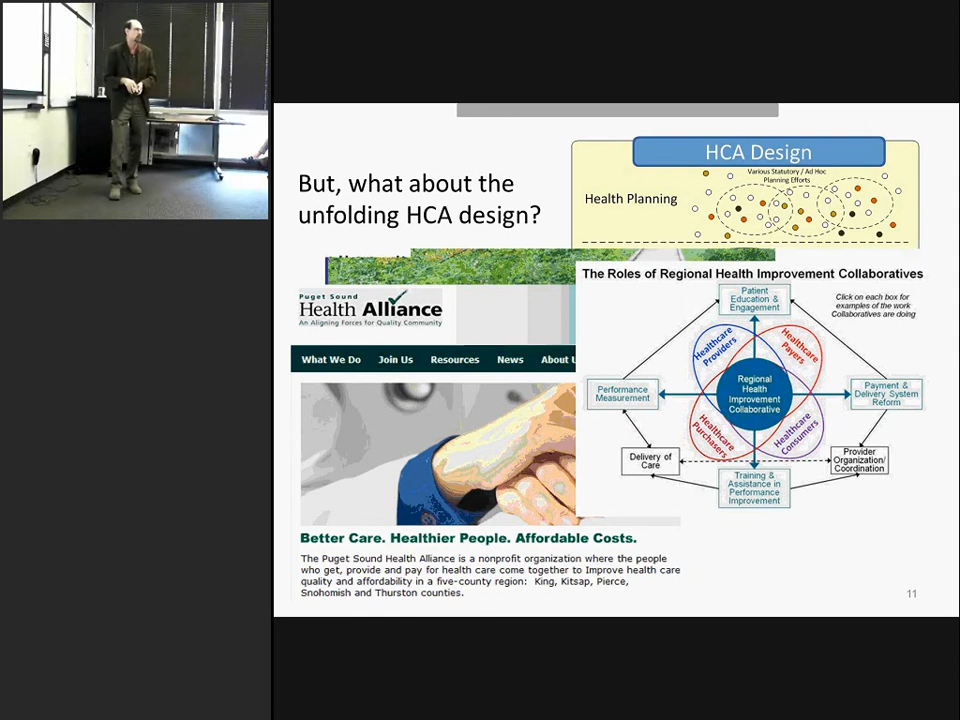 But, what about the
unfolding HCA design?
HCA Design
Various Statutory / Ad Hoc
Planning Efforts
Health Planning
Puget Sound
Health Alliance
An Aligning Forces for Quality Community
What We Do Join Us Resources News About U
Better Care. Healthier People. Affordable Costs.
The Puget Sound Health Alliance is a nonprofit organization where the people
who get, provide and pay for health care come together to Improve health care
quality and affordability in a five-county region: King, Kitsap, Pierce,
Snohomish and Thurston counties.
The Roles of Regional Health Improvement Collaboratives
Patient
Education &
Engagement
Click on each box for
examples of the work
Collaboratives are doing
Healthcare
Providers
Healthcare
Payers
Performance
Measurement
Regional
Health
Improvement
Collaborative
Payment &
Delivery System
Reform
Healthcare
Purchasers
Healthcare
Consumers
Delivery of
Care
Provider
Organization/
Coordination
Training &
Assistance in
Performance
Improvement
11